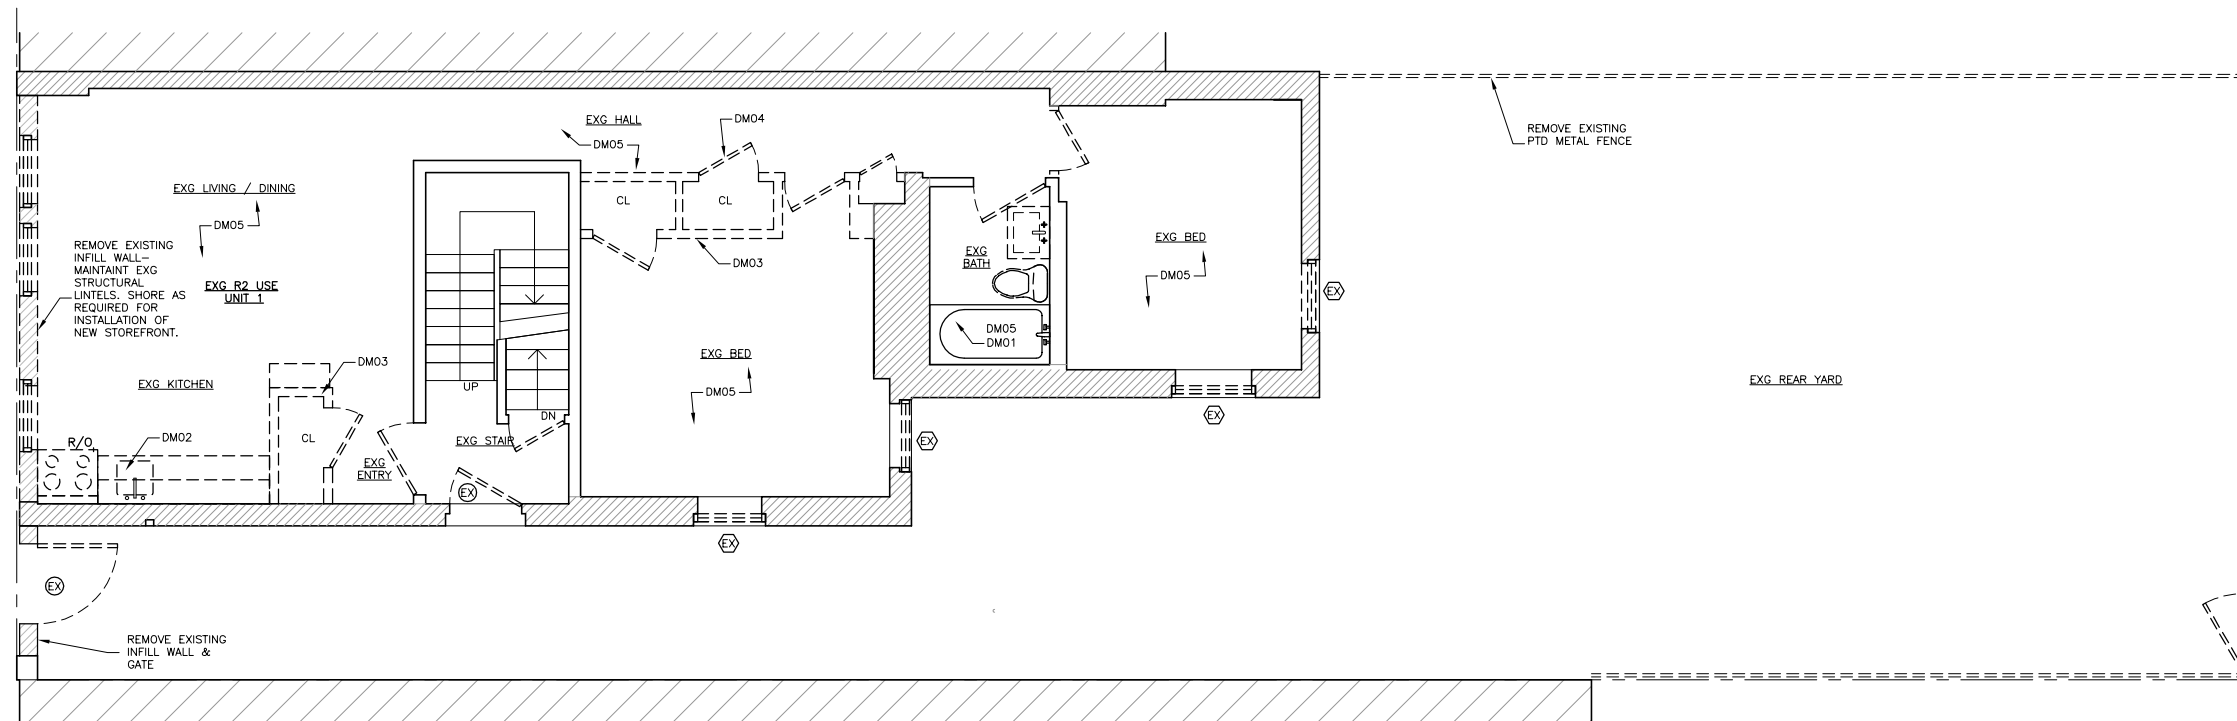 EXG HALL
DM04
DM05
REMOVE EXISTING
PTD METAL FENCE
EXG LIVING / DINING
CL
CL
DM05
REMOVE EXISTING
INFILL WALL-
MAINTAINT EXG
STRUCTURAL
LINTELS. SHORE AS
REQUIRED FOR
INSTALLATION OF
NEW STOREFRONT.
EXG R2 USE
UNIT 1
DM03
EXG
BATH
EXG BED
DM05
EX
DM05
DM01
EXG BED
DM05
DM03
EXG KITCHEN
UP
DN
EXG REAR YARD
EX
R/O
DM02
CL
EXG STAIR
EXG
ENTRY
EX
EX
EX
EX
REMOVE EXISTING
INFILL WALL &
GATE
c